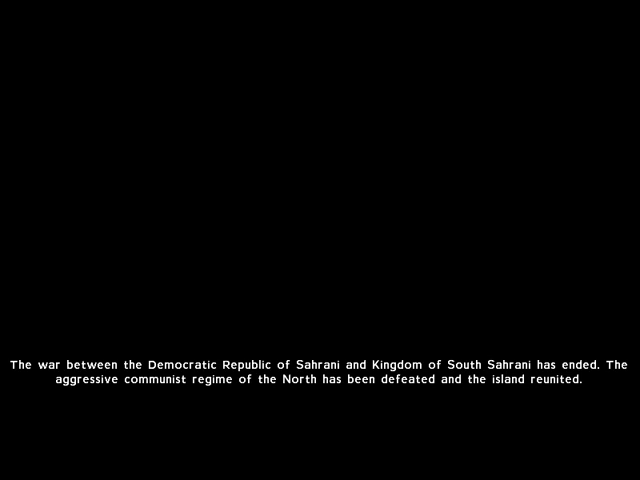 The war between the Democratic Republic of Sahrani and Kingdom of South Sahrani has ended. The
aggressive communist regime of the North has been defeated and the island reunited.